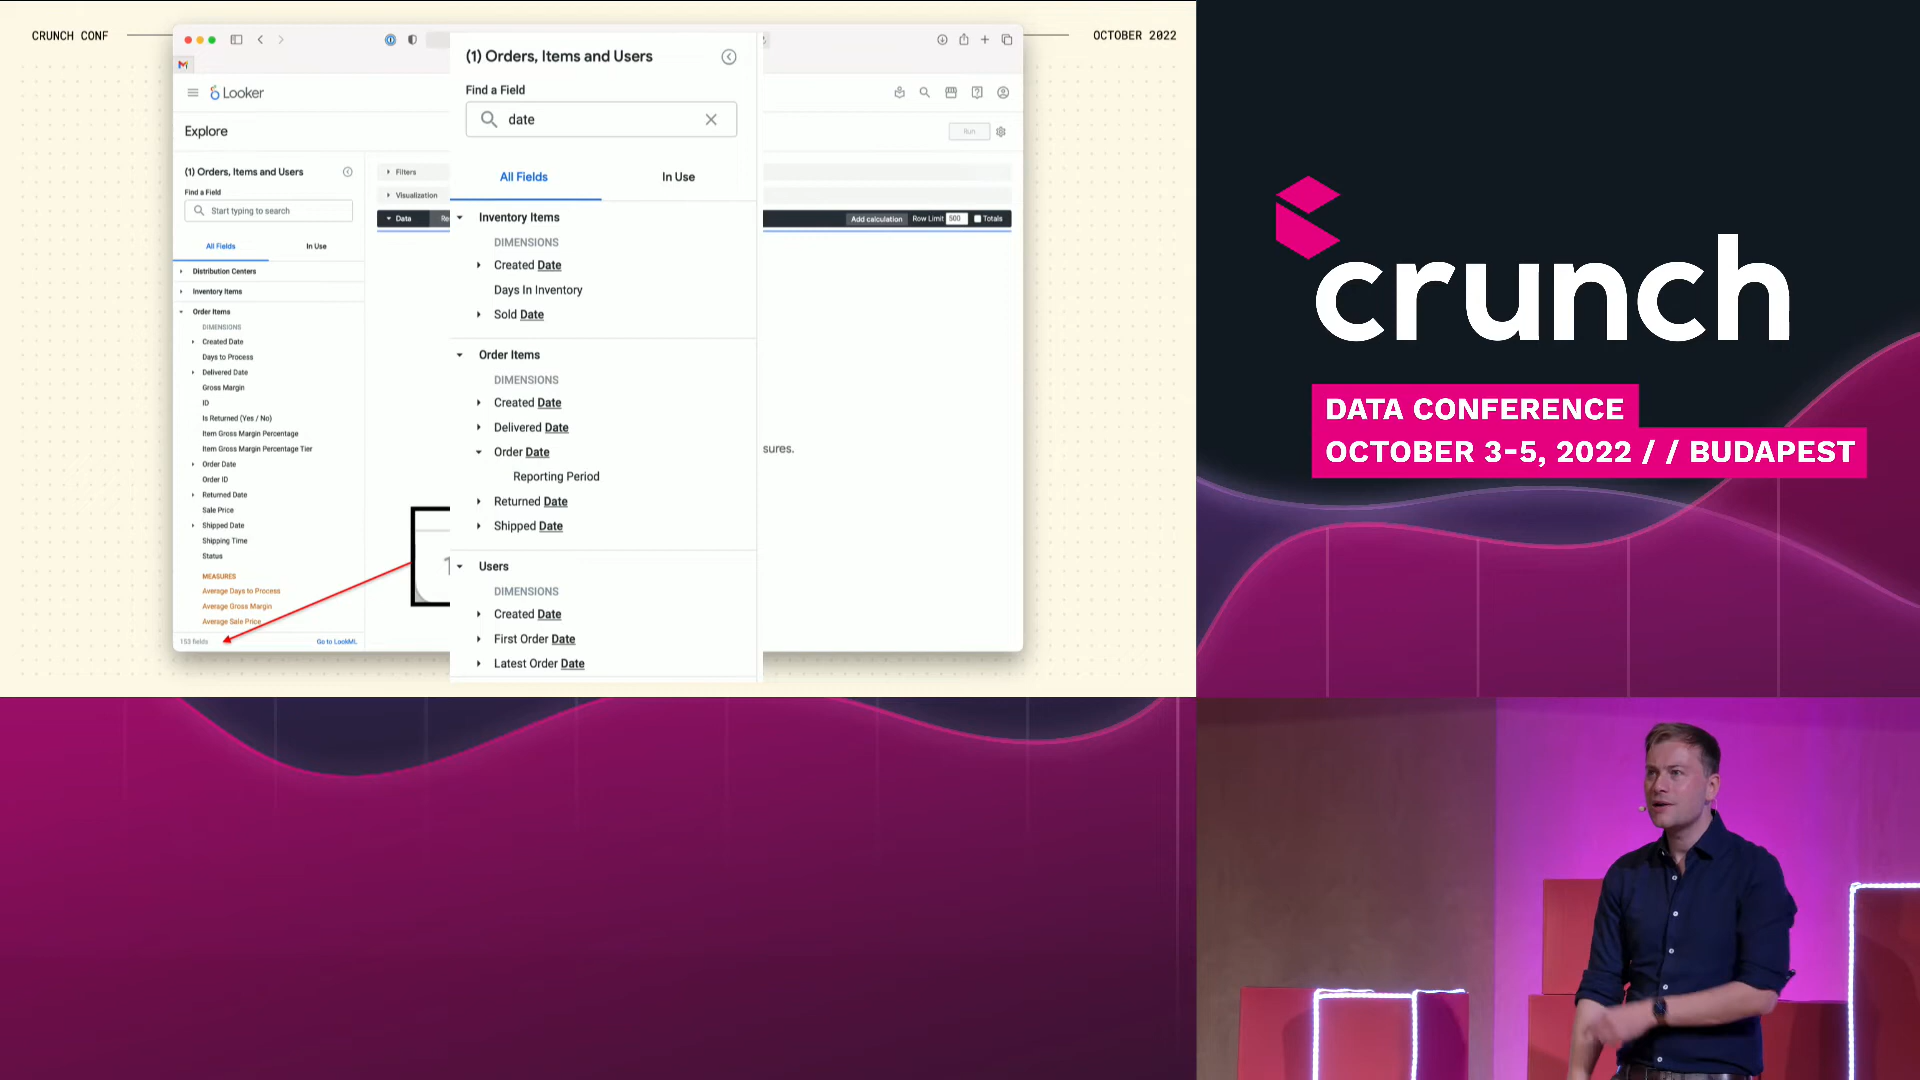 CRUNCH CONF
OCTOBER 2022
Looker
Explore
Run
(1) Orders, Items and Users
Find a Field
Start typing to search
All Fields
In Use
Distribution Centers
Inventory Items
Order Items
DIMENSIONS
Created Date
Days to Process
Delivered Date
Gross Margin
ID
Is Returned (Yes / No)
Item Gross Margin Percentage
Item Gross Margin Percentage Tier
Order Date
Order ID
Returned Date
Sale Price
Shipped Date
Shipping Time
Status
MEASURES
Average Days to Process
Average Gross Margin
Average Sale Price
153 fields
Go to LookML
Filters
Visualization
Data
Re
(1) Orders, Items and Users
Find a Field
date
All Fields
In Use
Inventory Items
DIMENSIONS
Created Date
Days In Inventory
Sold Date
Order Items
DIMENSIONS
Created Date
Delivered Date
Order Date
Reporting Period
Returned Date
Shipped Date
Users
DIMENSIONS
Created Date
First Order Date
Latest Order Date
Add calculation
Row Limit 500
Totals
sures.
crunch
DATA CONFERENCE
OCTOBER 3-5, 2022 / / BUDAPEST